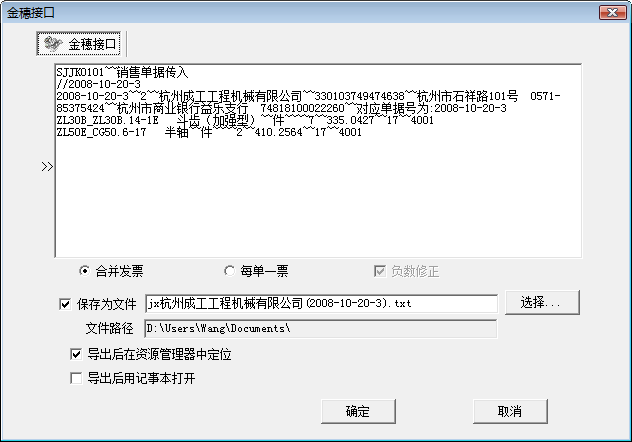 金穗接口
金穗接口
SJJK0101~~销售单据传入
//2008-10-20-3
2008-10-20-3~~2~~杭州成工工程机械有限公司~~330103749474638~~杭州市石祥路101号  0571-
85375424~~杭州市商业银行益乐支行  74818100022260~~对应单据号为:2008-10-20-3
ZL30B_ZL30B.14-1E   斗齿（加强型）~~件~~~~7~~335.0427~~17~~4001
ZL50E_CG50.6-17   半轴~~件~~~~2~~410.2564~~17~~4001
>>
合并发票 每单一票 负数修正
保存为文件 jx杭州成工工程机械有限公司(2008-10-20-3).txt 选择...
文件路径 D:\Users\Wang\Documents\
导出后在资源管理器中定位
导出后用记事本打开
确定 取消